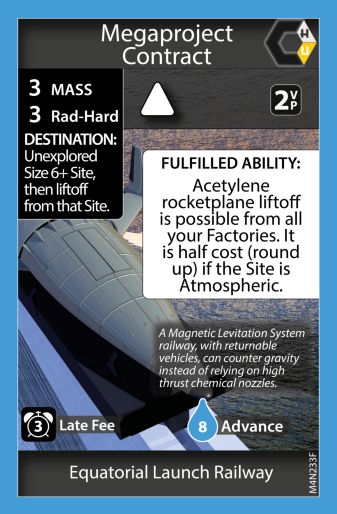 Megaproject
Contract
H
U
3 MASS
3 Rad-Hard
2 VP
DESTINATION:
Unexplored
Size 6+ Site,
then liftoff
from that Site.
FULFILLED ABILITY:
Acetylene
rocketplane liftoff
is possible from all
your Factories. It
is half cost (round
up) if the Site is
Atmospheric.
A Magnetic Levitation System
railway, with returnable
vehicles, can counter gravity
instead of relying on high
thrust chemical nozzles.
3 Late Fee
8 Advance
Equatorial Launch Railway
M4N233F